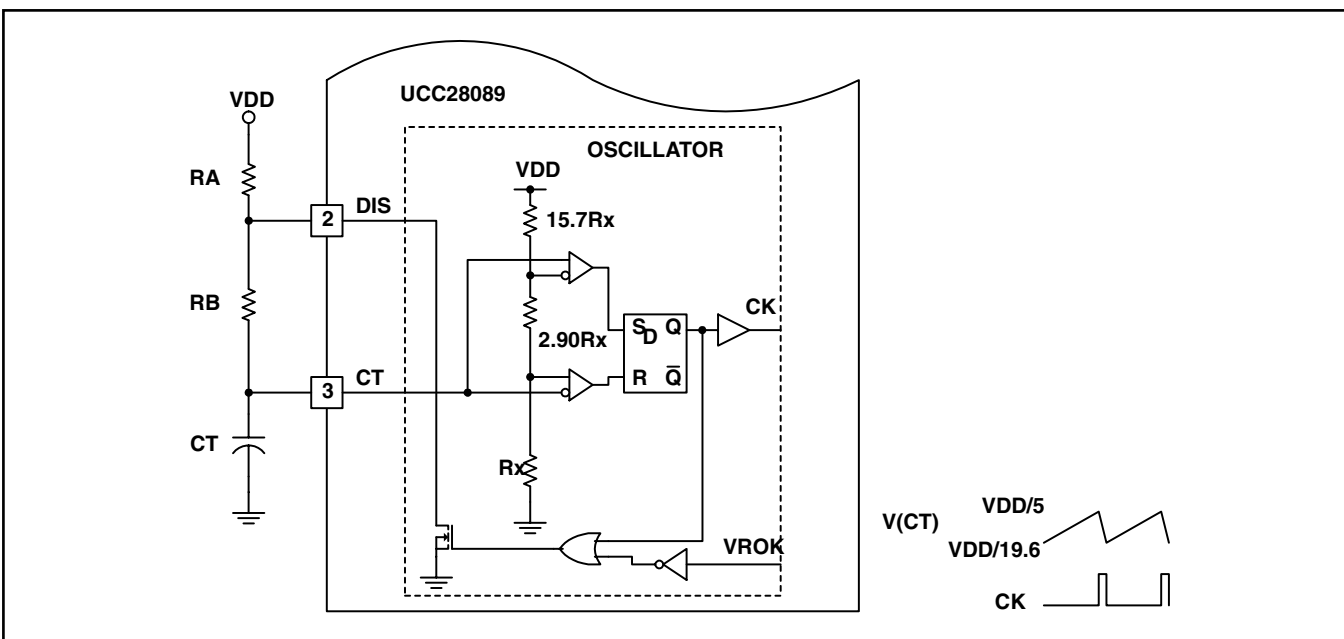 UCC28089
VDD
OSCILLATOR
VDD
RA
15.7Rx
2
DIS
RB
CK
SD Q
2.90Rx
R Q̅
3
CT
CT
Rx
VDD/5
V(CT)
VROK
VDD/19.6
CK